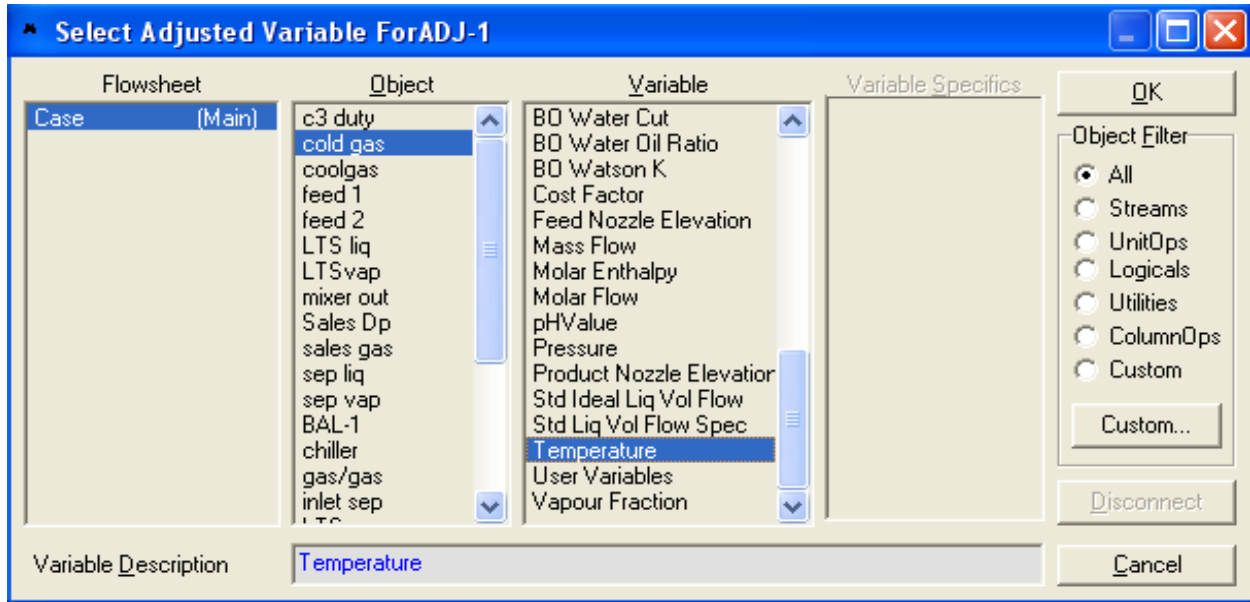 Select Adjusted Variable ForADJ-1
Flowsheet
Object
Variable
Variable Specifics
OK
Case (Main)
c3 duty
cold gas
coolgas
feed 1
feed 2
LTS liq
LTSvap
mixer out
Sales Dp
sales gas
sep liq
sep vap
BAL-1
chiller
gas/gas
inlet sep
LTS
BO Water Cut
BO Water Oil Ratio
BO Watson K
Cost Factor
Feed Nozzle Elevation
Mass Flow
Molar Enthalpy
Molar Flow
pHValue
Pressure
Product Nozzle Elevation
Std Ideal Liq Vol Flow
Std Liq Vol Flow Spec
Temperature
User Variables
Vapour Fraction
Object Filter
All
Streams
UnitOps
Logicals
Utilities
ColumnOps
Custom
Custom...
Disconnect
Variable Description
Temperature
Cancel